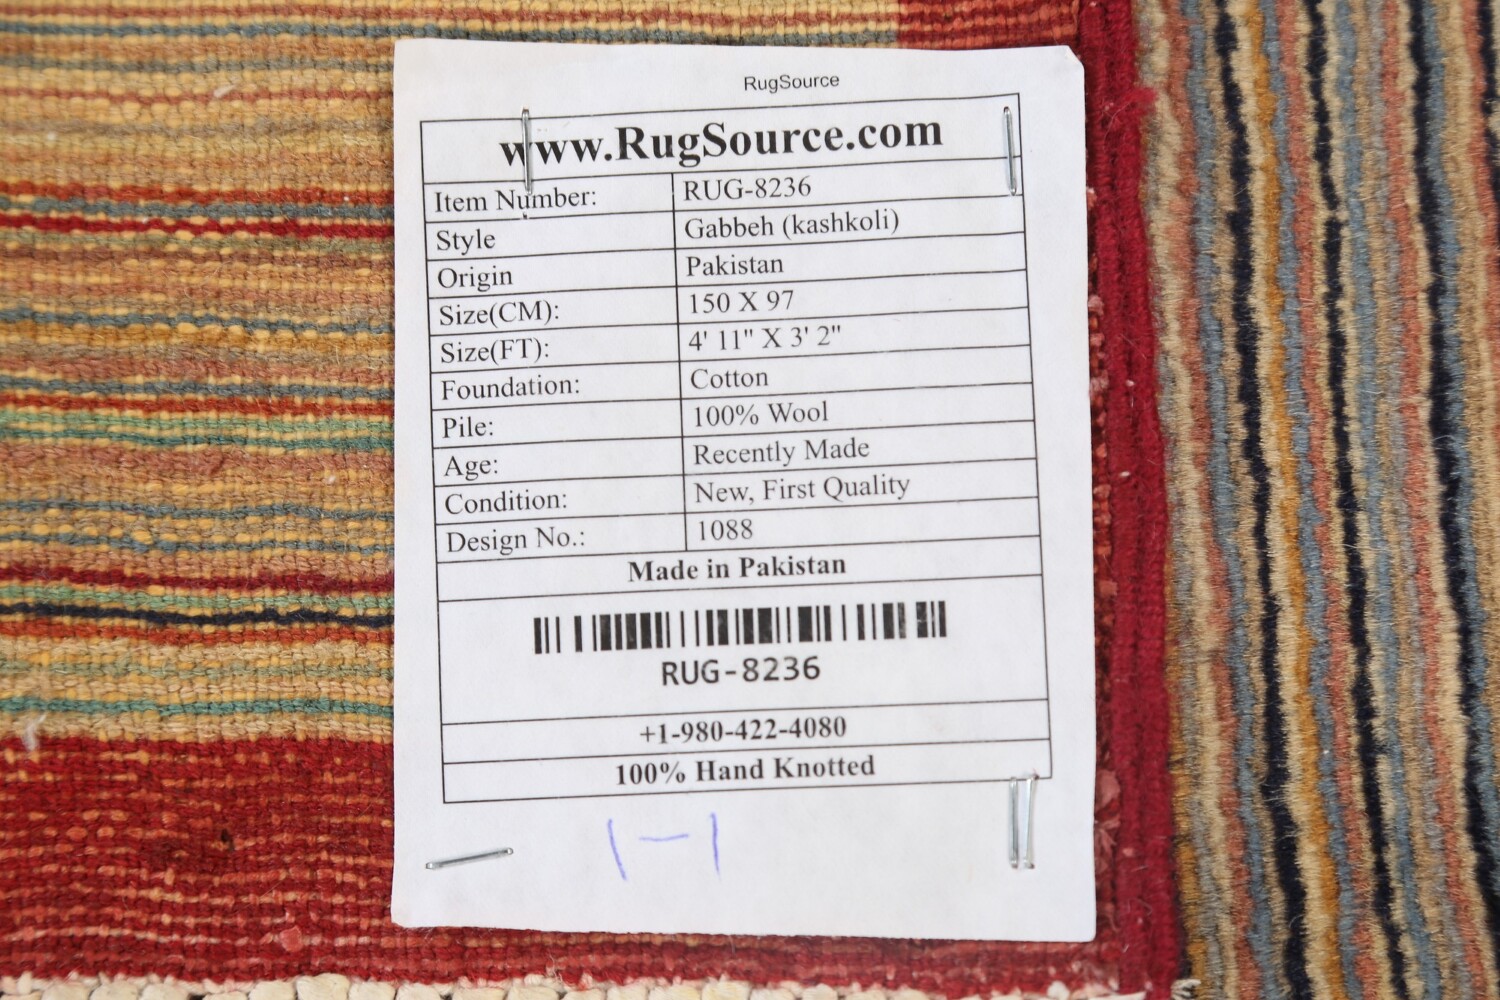 RugSource
www.RugSource.com
Item Number: RUG-8236
Style Gabbeh (kashkoli)
Origin Pakistan
Size(CM): 150 X 97
Size(FT): 4' 11" X 3' 2"
Foundation: Cotton
Pile: 100% Wool
Age: Recently Made
Condition: New, First Quality
Design No.: 1088
Made in Pakistan
RUG-8236
+1-980-422-4080
100% Hand Knotted
1-1